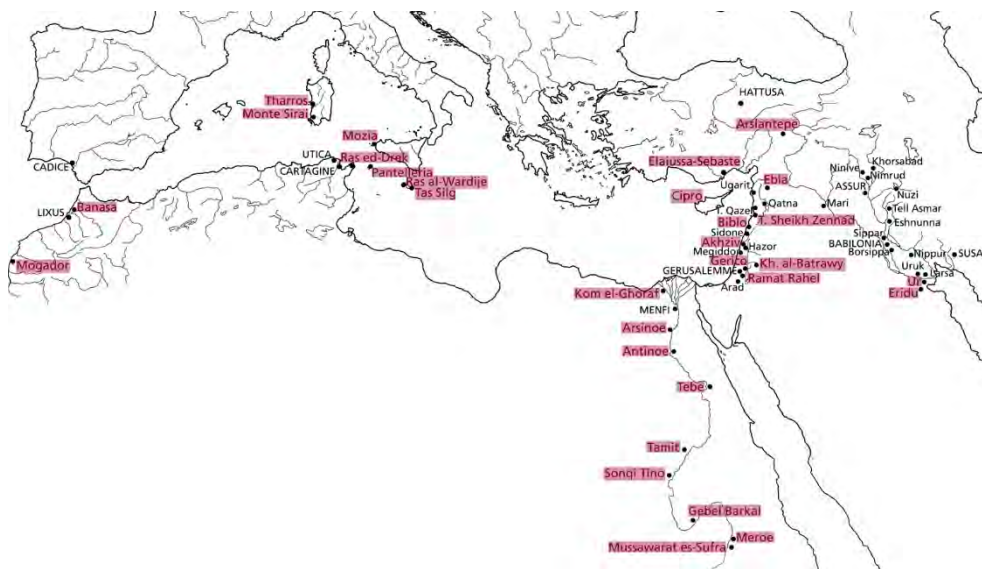 HATTUSA
Tharros
Monte Sirai
Arslantepe
Mozia
UTICA
Ras ed-Drek
CADICE
CARTAGINE
Pantelleria
Elaiussa-Sebaste
Khorsabad
Ninive
Nimrud
Ras al-Wardije
Ebla
Ugarit
ASSUR
Tas Silg
Cipro
Nuzi
Banasa
LIXUS
Qatna
Mari
T. Qazel
Tell Asmar
T. Sheikh Zennad
Biblo
Eshnunna
Sidone
Sippar
Akhziv
Hazor
BABILONIA
Megiddo
Borsippa
Nippur
SUSA
Mogador
Gerico
Kh. al-Batrawy
GERUSALEMME
Uruk
Larsa
Ramat Rahel
Arad
Ur
Eridu
Kom el-Ghoraf
MENFI
Arsinoe
Antinoe
Tebe
Tamit
Sonqi Tino
Gebel Barkal
Meroe
Mussawarat es-Sufra